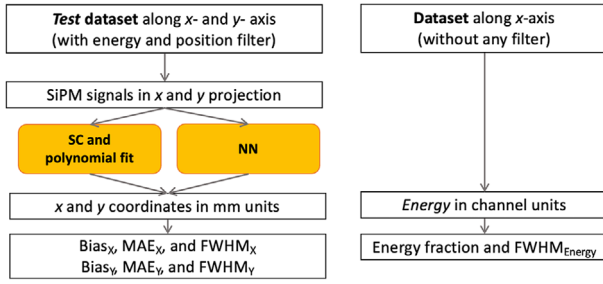 Test dataset along x- and y- axis
(with energy and position filter)
SiPM signals in x and y projection
SC and
polynomial fit
NN
x and y coordinates in mm units
BiasX, MAEX, and FWHMX
BiasY, MAEY, and FWHMY
Dataset along x-axis
(without any filter)
Energy in channel units
Energy fraction and FWHMEnergy